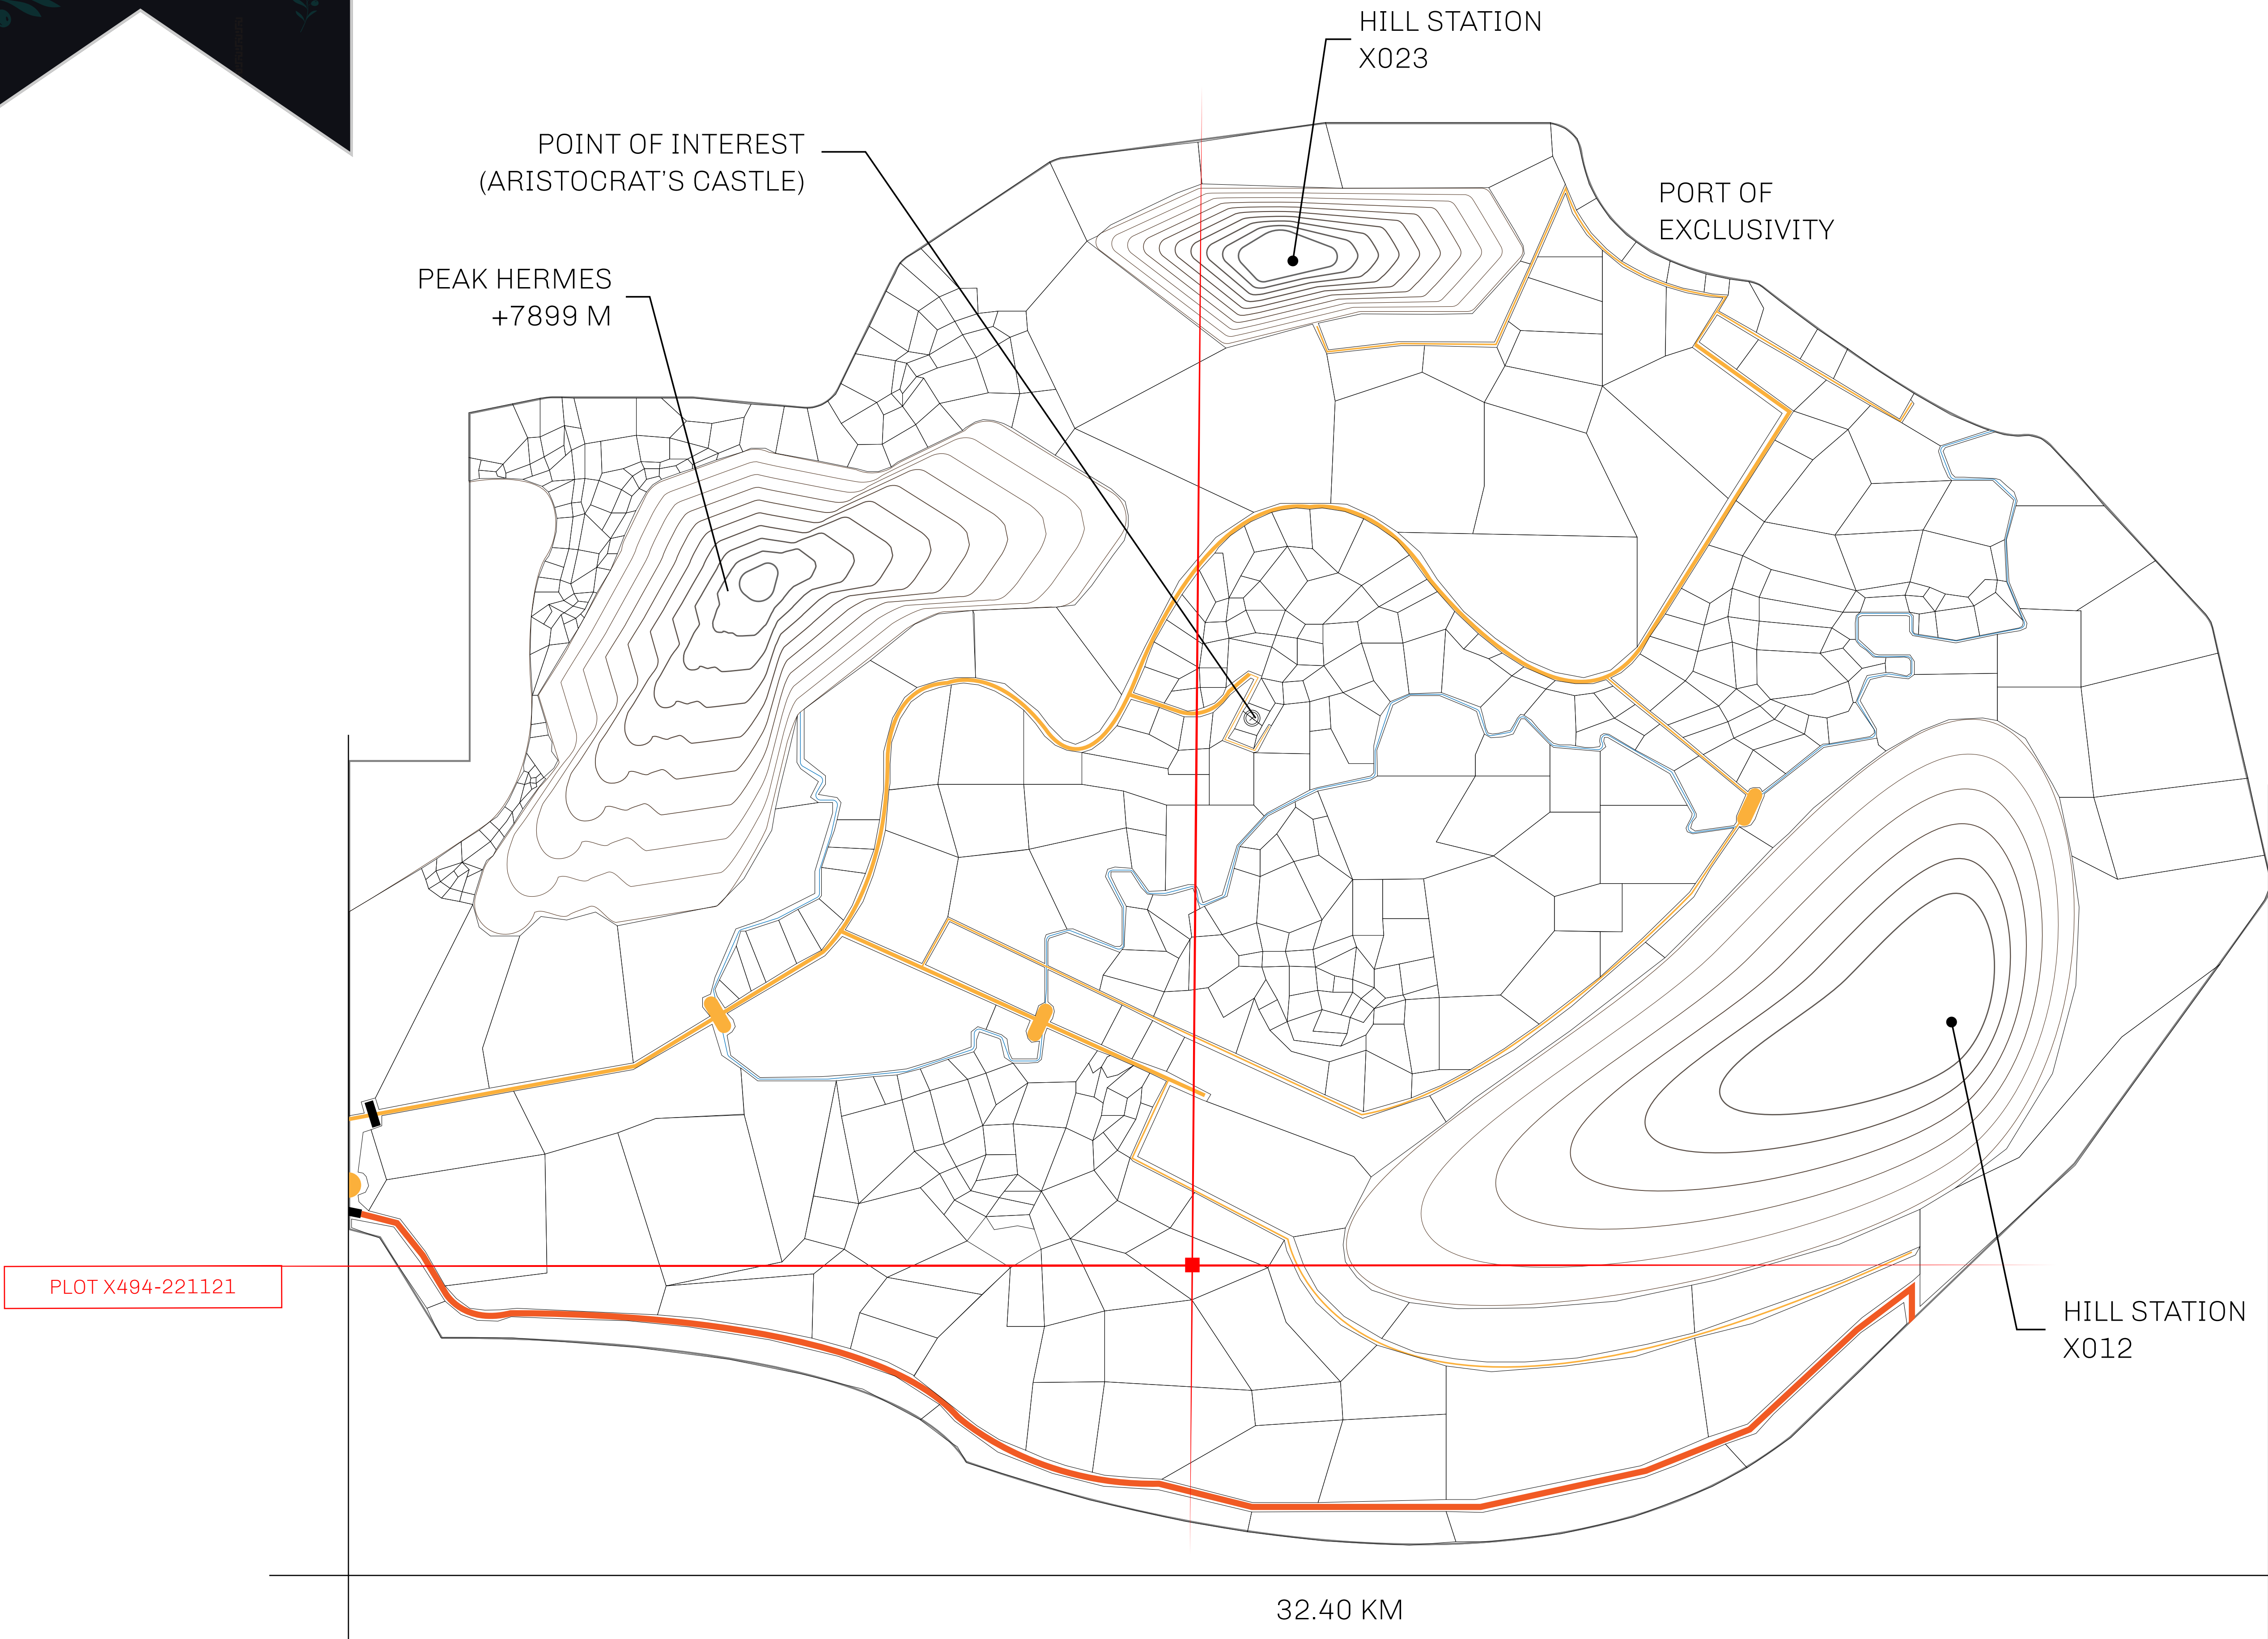 HILL STATION
X023
POINT OF INTEREST
(ARISTOCRAT'S CASTLE)
PORT OF
EXCLUSIVITY
PEAK HERMES
+7899 M
PLOT X494-221121
HILL STATION
X012
32.40 KM